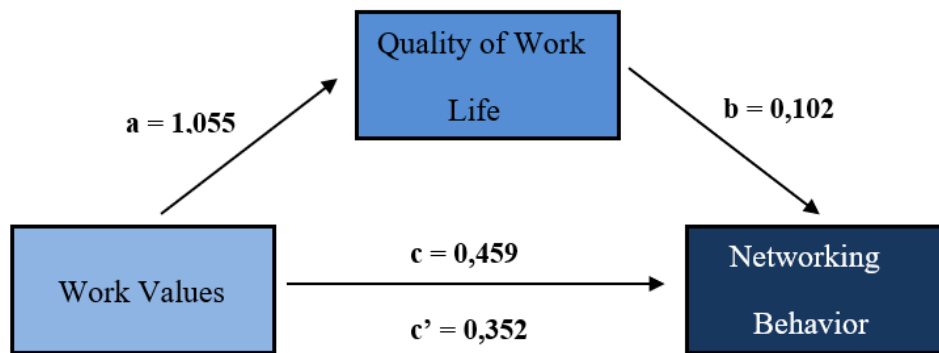 Quality of Work
Life
a = 1,055
b = 0,102
Work Values
c = 0,459
c’ = 0,352
Networking
Behavior